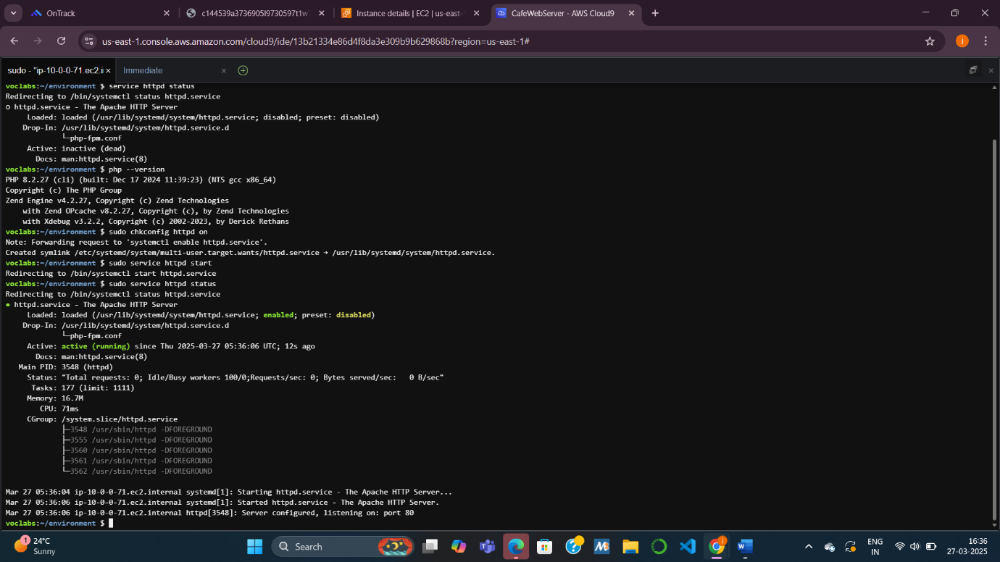 OnTrack
c144539a3736905l9730597t1w
Instance details | EC2 | us-east-
CafeWebServer - AWS Cloud9
us-east-1.console.aws.amazon.com/cloud9/ide/13b21334e86d4f8da3e309b9b629868b?region=us-east-1#
j
sudo - "ip-10-0-0-71.ec2.i
Immediate
voclabs:~/environment $ service httpd status
Redirecting to /bin/systemctl status httpd.service
○ httpd.service - The Apache HTTP Server
Loaded: loaded (/usr/lib/systemd/system/httpd.service; disabled; preset: disabled)
Drop-In: /usr/lib/systemd/system/httpd.service.d
└─php-fpm.conf
Active: inactive (dead)
Docs: man:httpd.service(8)
voclabs:~/environment $ php --version
PHP 8.2.27 (cli) (built: Dec 17 2024 11:39:23) (NTS gcc x86_64)
Copyright (c) The PHP Group
Zend Engine v4.2.27, Copyright (c) Zend Technologies
with Zend OPcache v8.2.27, Copyright (c), by Zend Technologies
with Xdebug v3.2.2, Copyright (c) 2002-2023, by Derick Rethans
voclabs:~/environment $ sudo chkconfig httpd on
Note: Forwarding request to 'systemctl enable httpd.service'.
Created symlink /etc/systemd/system/multi-user.target.wants/httpd.service → /usr/lib/systemd/system/httpd.service.
voclabs:~/environment $ sudo service httpd start
Redirecting to /bin/systemctl start httpd.service
voclabs:~/environment $ sudo service httpd status
Redirecting to /bin/systemctl status httpd.service
● httpd.service - The Apache HTTP Server
Loaded: loaded (/usr/lib/systemd/system/httpd.service; enabled; preset: disabled)
Drop-In: /usr/lib/systemd/system/httpd.service.d
└─php-fpm.conf
Active: active (running) since Thu 2025-03-27 05:36:06 UTC; 12s ago
Docs: man:httpd.service(8)
Main PID: 3548 (httpd)
Status: "Total requests: 0; Idle/Busy workers 100/0;Requests/sec: 0; Bytes served/sec:   0 B/sec"
Tasks: 177 (limit: 1111)
Memory: 16.7M
CPU: 71ms
CGroup: /system.slice/httpd.service
├─3548 /usr/sbin/httpd -DFOREGROUND
├─3555 /usr/sbin/httpd -DFOREGROUND
├─3560 /usr/sbin/httpd -DFOREGROUND
├─3561 /usr/sbin/httpd -DFOREGROUND
└─3562 /usr/sbin/httpd -DFOREGROUND
Mar 27 05:36:04 ip-10-0-0-71.ec2.internal systemd[1]: Starting httpd.service - The Apache HTTP Server...
Mar 27 05:36:06 ip-10-0-0-71.ec2.internal systemd[1]: Started httpd.service - The Apache HTTP Server.
Mar 27 05:36:06 ip-10-0-0-71.ec2.internal httpd[3548]: Server configured, listening on: port 80
voclabs:~/environment $
1
24°C
Sunny
Search
ENG
IN
16:36
27-03-2025